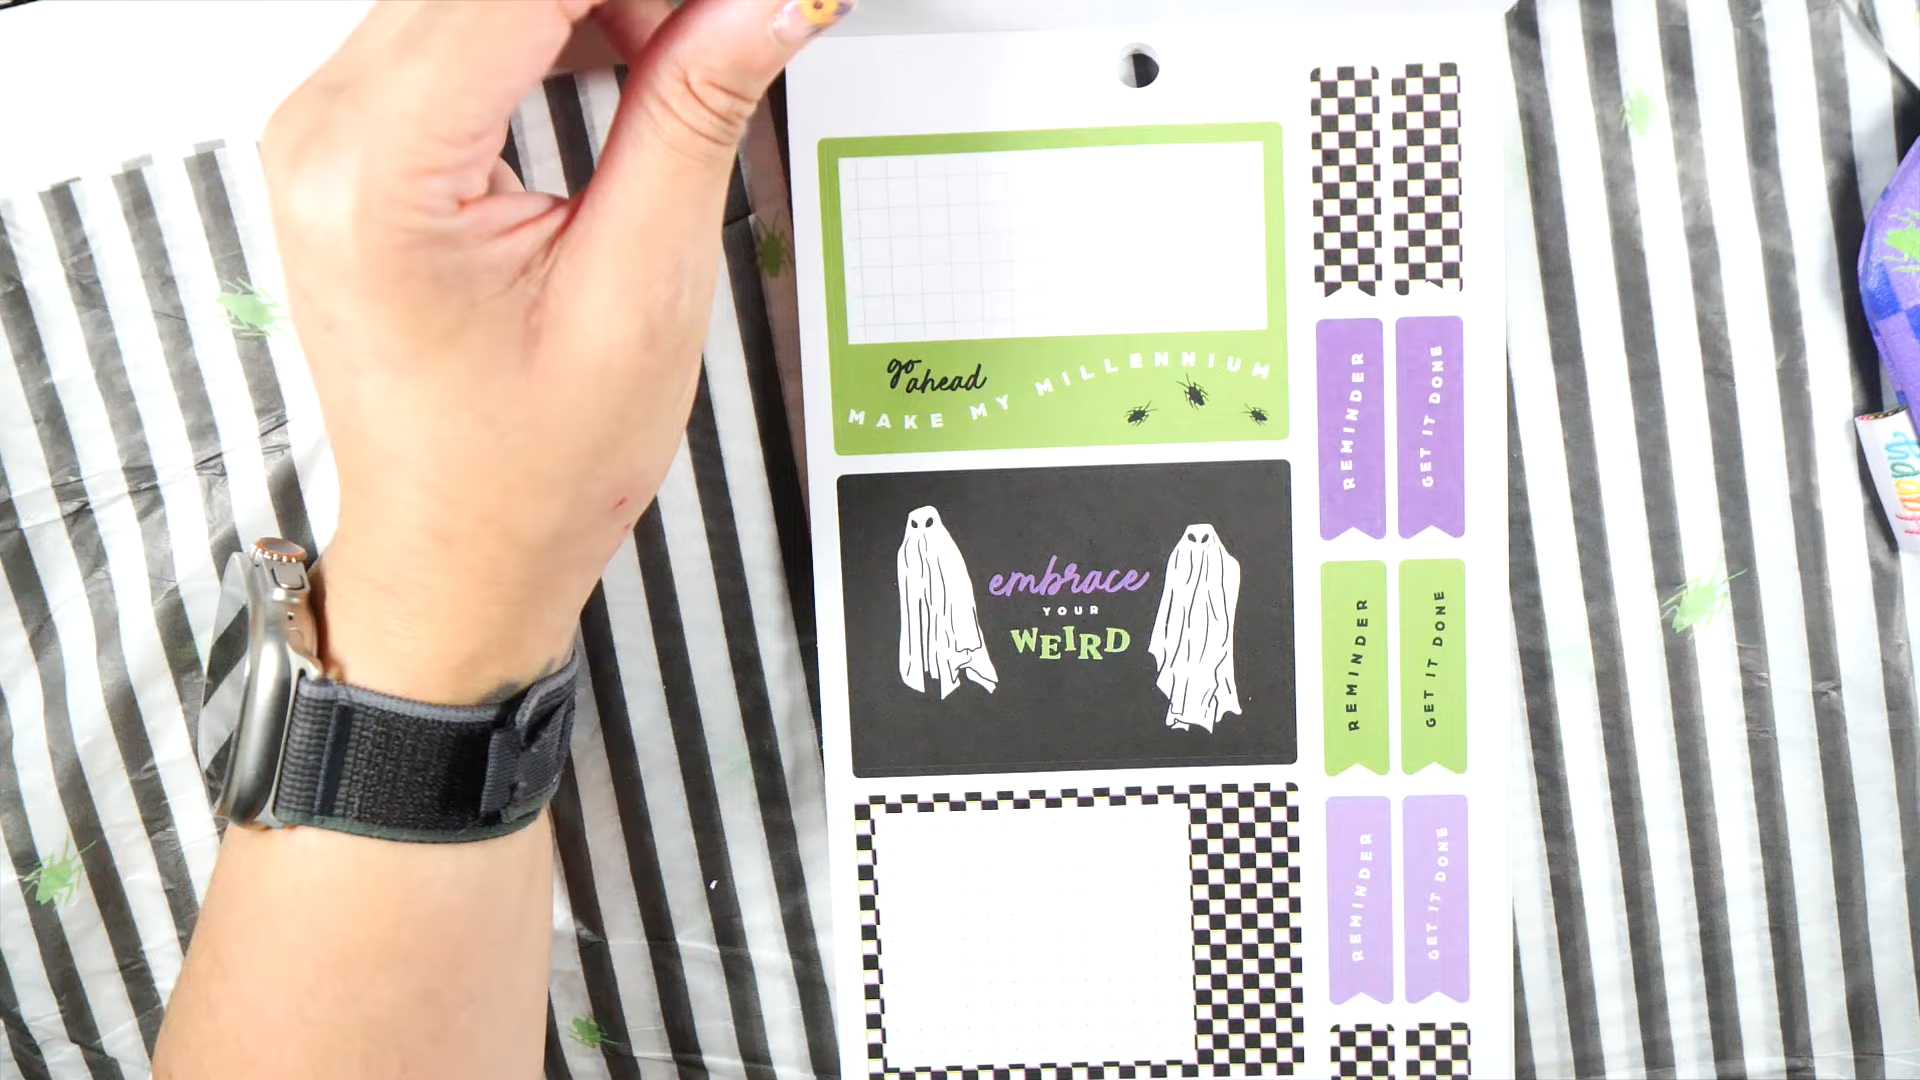 go
ahead
MAKE MY MILLENNIUM
embrace
YOUR
WEIRD
REMINDER
GET IT DONE
REMINDER
GET IT DONE
REMINDER
GET IT DONE